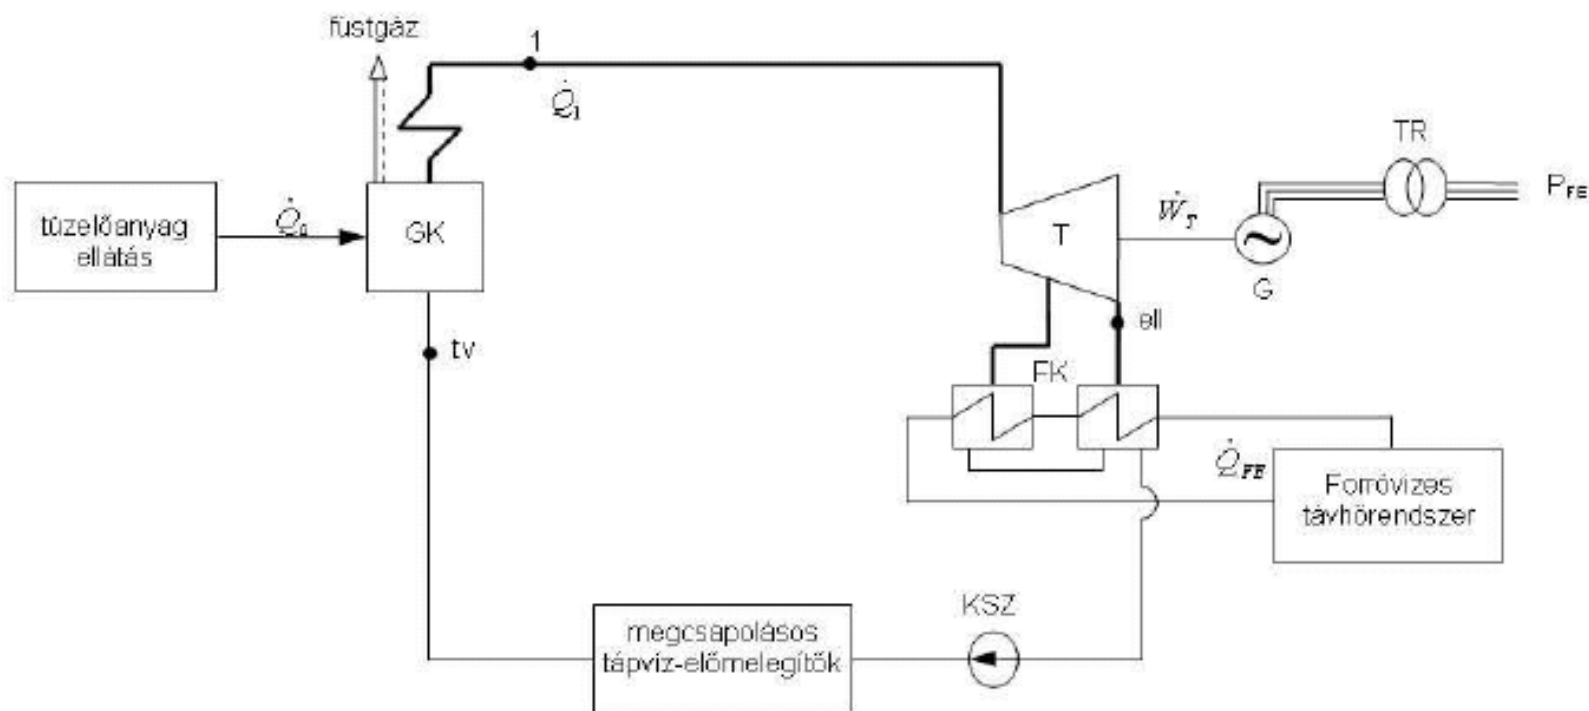 füstgáz
1
Q̇₁
TR
P_FE
tüzelőanyag
ellátás
Q̇ₐ
GK
T
Ẇ_T
G
ell
tv
FK
Q̇_FE
Forróvizes
távhőrendszer
KSZ
megcsapolásos
tápvíz-előmelegítők